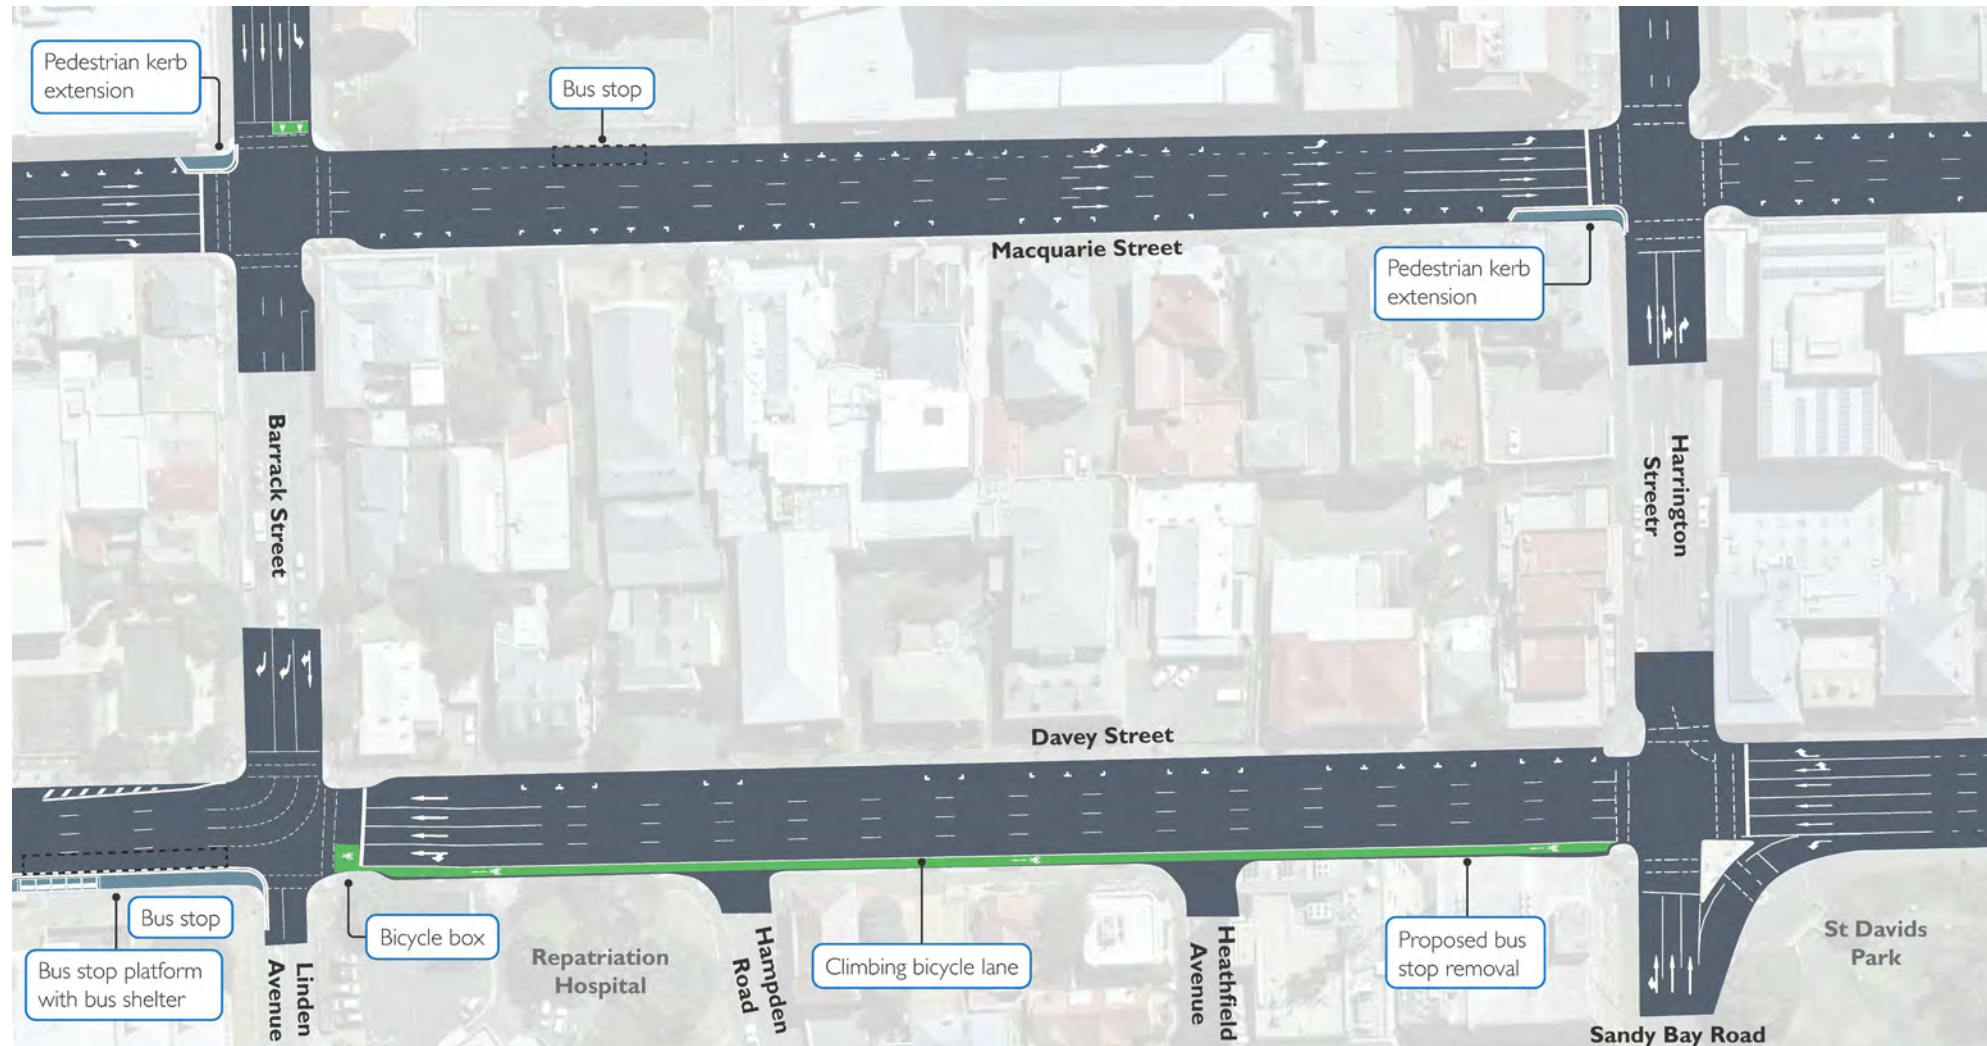 Pedestrian kerb
extension
Bus stop
Macquarie Street
Pedestrian kerb
extension
Barrack Street
Harrington
Streetr
Davey Street
Bus stop
Bus stop platform
with bus shelter
Linden
Avenue
Bicycle box
Repatriation
Hospital
Hampden
Road
Climbing bicycle lane
Heathfield
Avenue
Proposed bus
stop removal
St Davids
Park
Sandy Bay Road